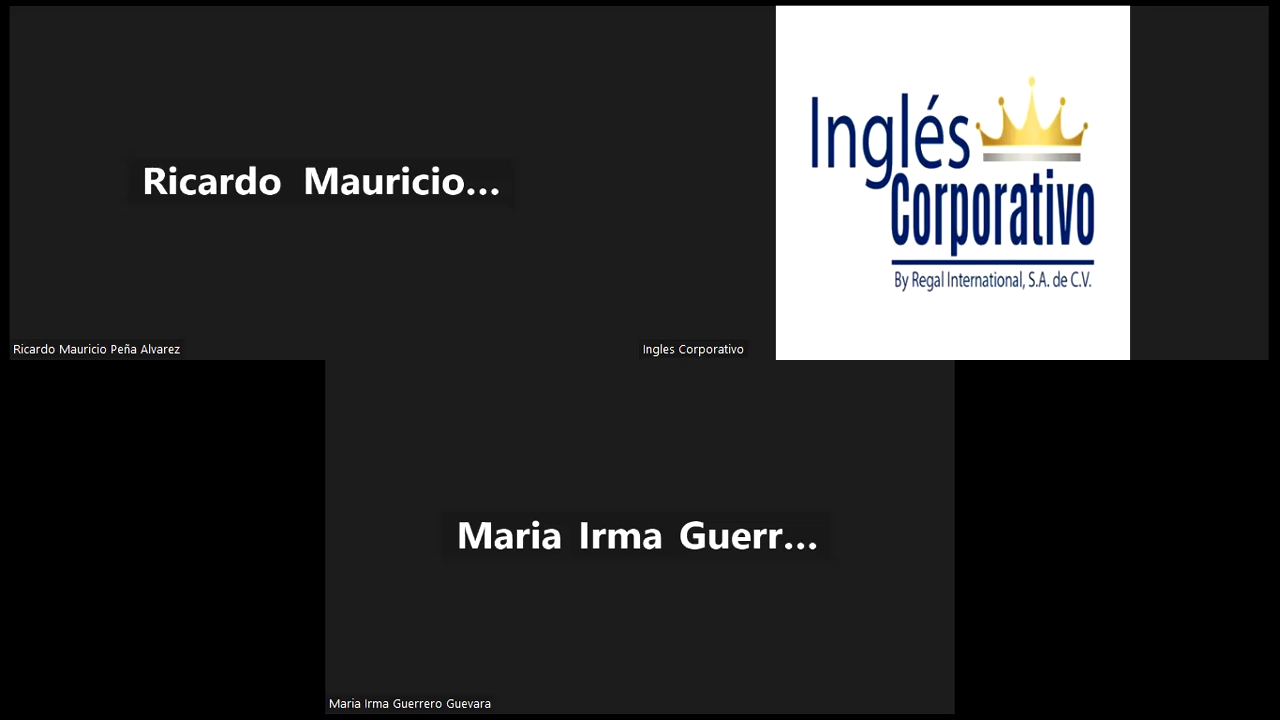 Ricardo Mauricio...
Ricardo Mauricio Peña Alvarez
Inglés
Corporativo
By Regal International, S.A. de C.V.
Ingles Corporativo
Maria Irma Guerr...
Maria Irma Guerrero Guevara